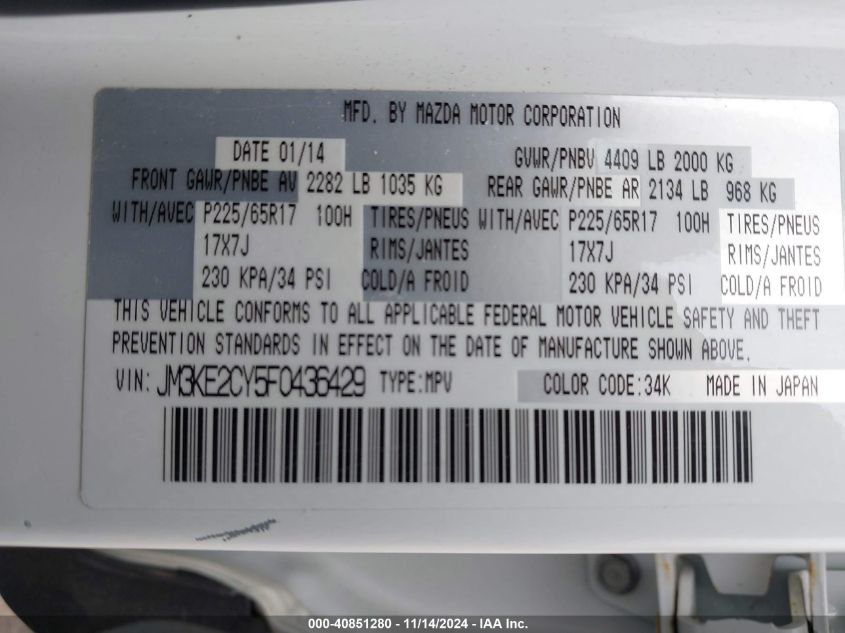 MFD. BY MAZDA MOTOR CORPORATION
DATE 01/14 GVWR/PNBV 4409 LB 2000 KG
FRONT GAWR/PNBE AV 2282 LB 1035 KG REAR GAWR/PNBE AR 2134 LB 968 KG
WITH/AVEC P225/65R17 100H TIRES/PNEUS WITH/AVEC P225/65R17 100H TIRES/PNEUS
17X7J RIMS/JANTES 17X7J RIMS/JANTES
230 KPA/34 PSI COLD/A FROID 230 KPA/34 PSI COLD/A FROID
THIS VEHICLE CONFORMS TO ALL APPLICABLE FEDERAL MOTOR VEHICLE SAFETY AND THEFT
PREVENTION STANDARDS IN EFFECT ON THE DATE OF MANUFACTURE SHOWN ABOVE.
VIN: JM3KE2CY5F0436429 TYPE:MPV COLOR CODE:34K MADE IN JAPAN
000-40851280 - 11/14/2024 - IAA Inc.